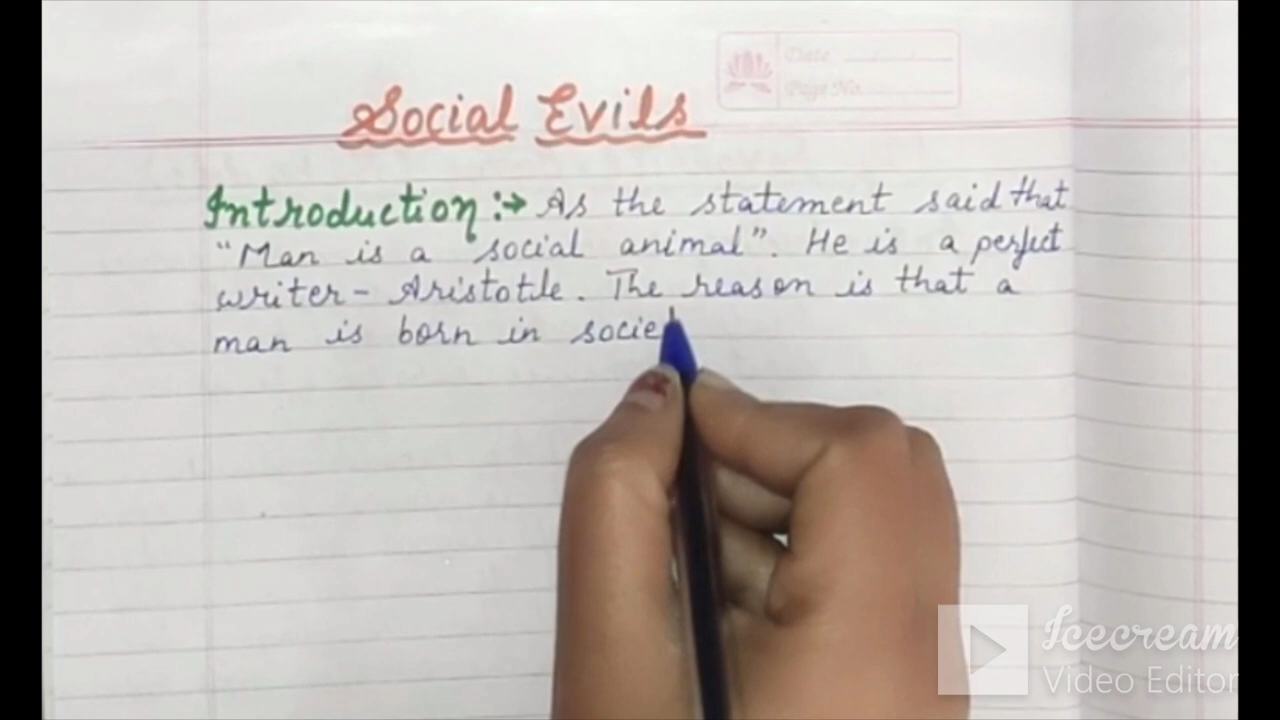 Date
Page No.
Social Evils
Introduction :→ As the statement said that
"Man is a social animal". He is a perfect
writer - Aristotle. The reason is that a
man is born in socie
Icecream
Video Editor